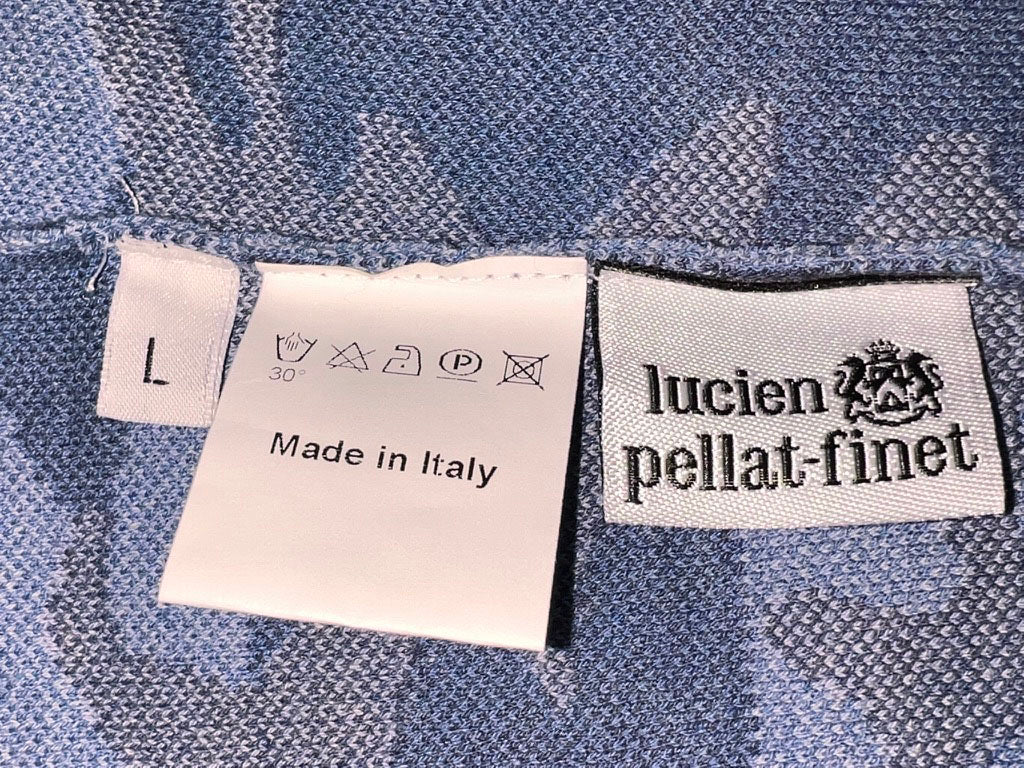 L
P
30°
Made in Italy
lucien
pellat-finet